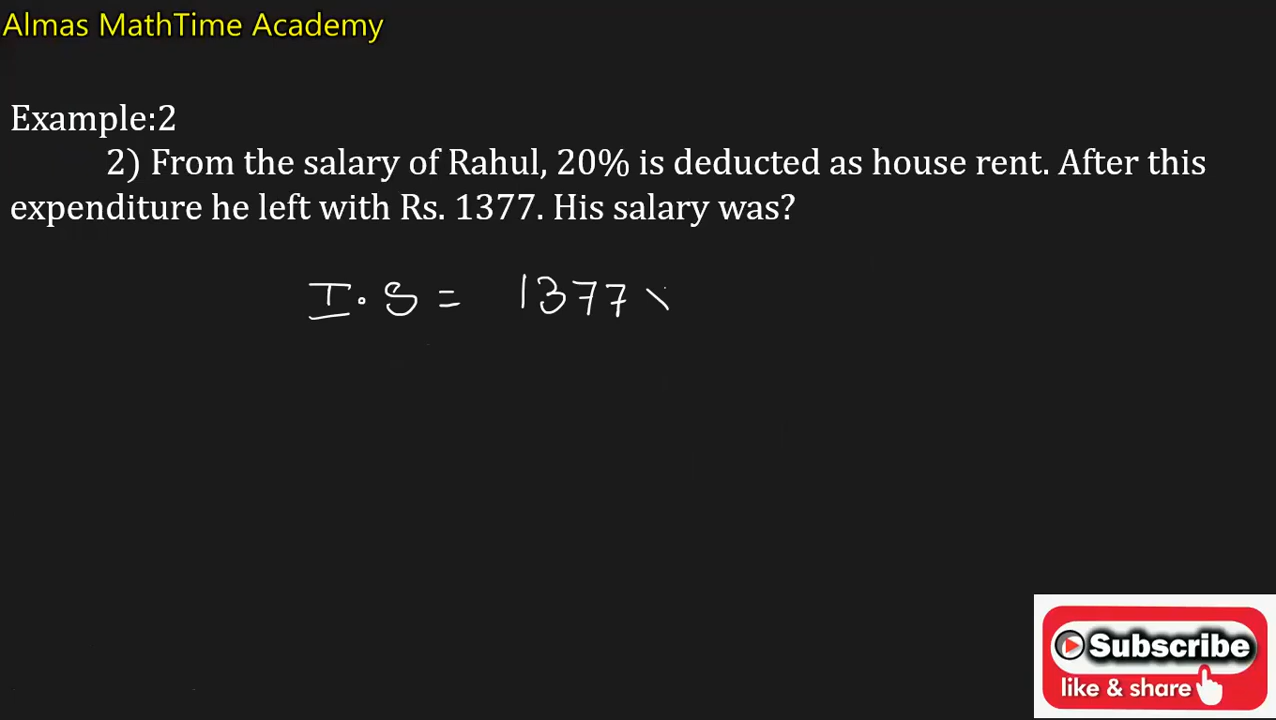 Almas MathTime Academy
Example:2
2) From the salary of Rahul, 20% is deducted as house rent. After this
expenditure he left with Rs. 1377. His salary was?
I. S = 1377 \
Subscribe
like & share